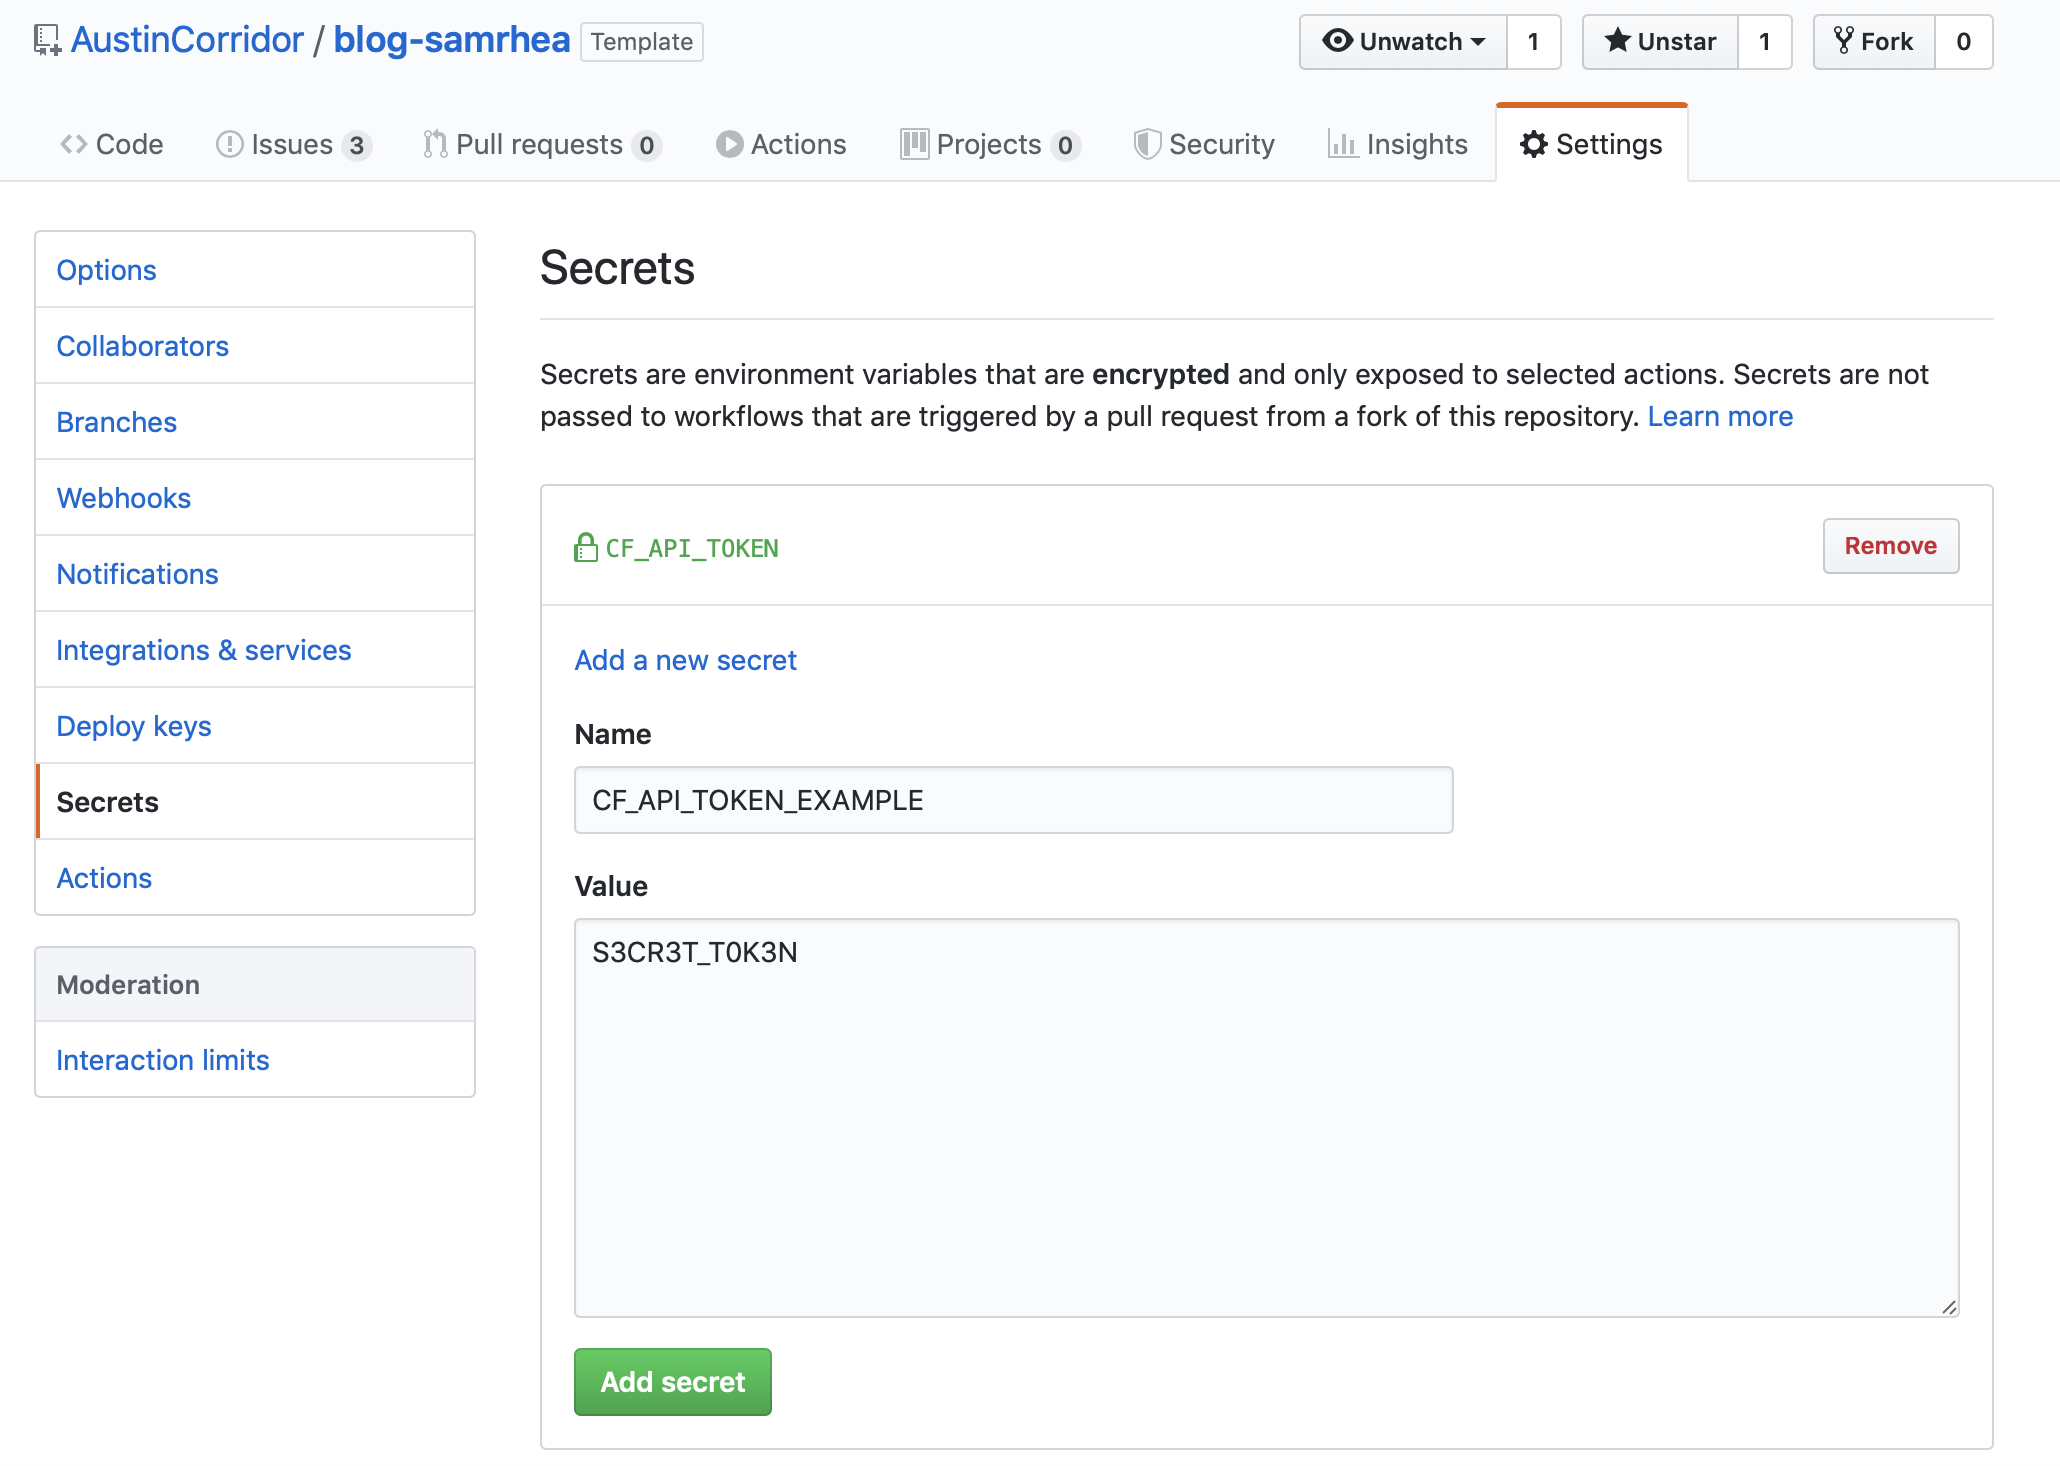 AustinCorridor / blog-samrhea Template
Unwatch 1 Unstar 1 Fork 0
Code Issues 3 Pull requests 0 Actions Projects 0 Security Insights Settings
Options
Collaborators
Branches
Webhooks
Notifications
Integrations & services
Deploy keys
Secrets
Actions
Moderation
Interaction limits
Secrets
Secrets are environment variables that are encrypted and only exposed to selected actions. Secrets are not
passed to workflows that are triggered by a pull request from a fork of this repository. Learn more
CF_API_TOKEN Remove
Add a new secret
Name
CF_API_TOKEN_EXAMPLE
Value
S3CR3T_T0K3N
Add secret